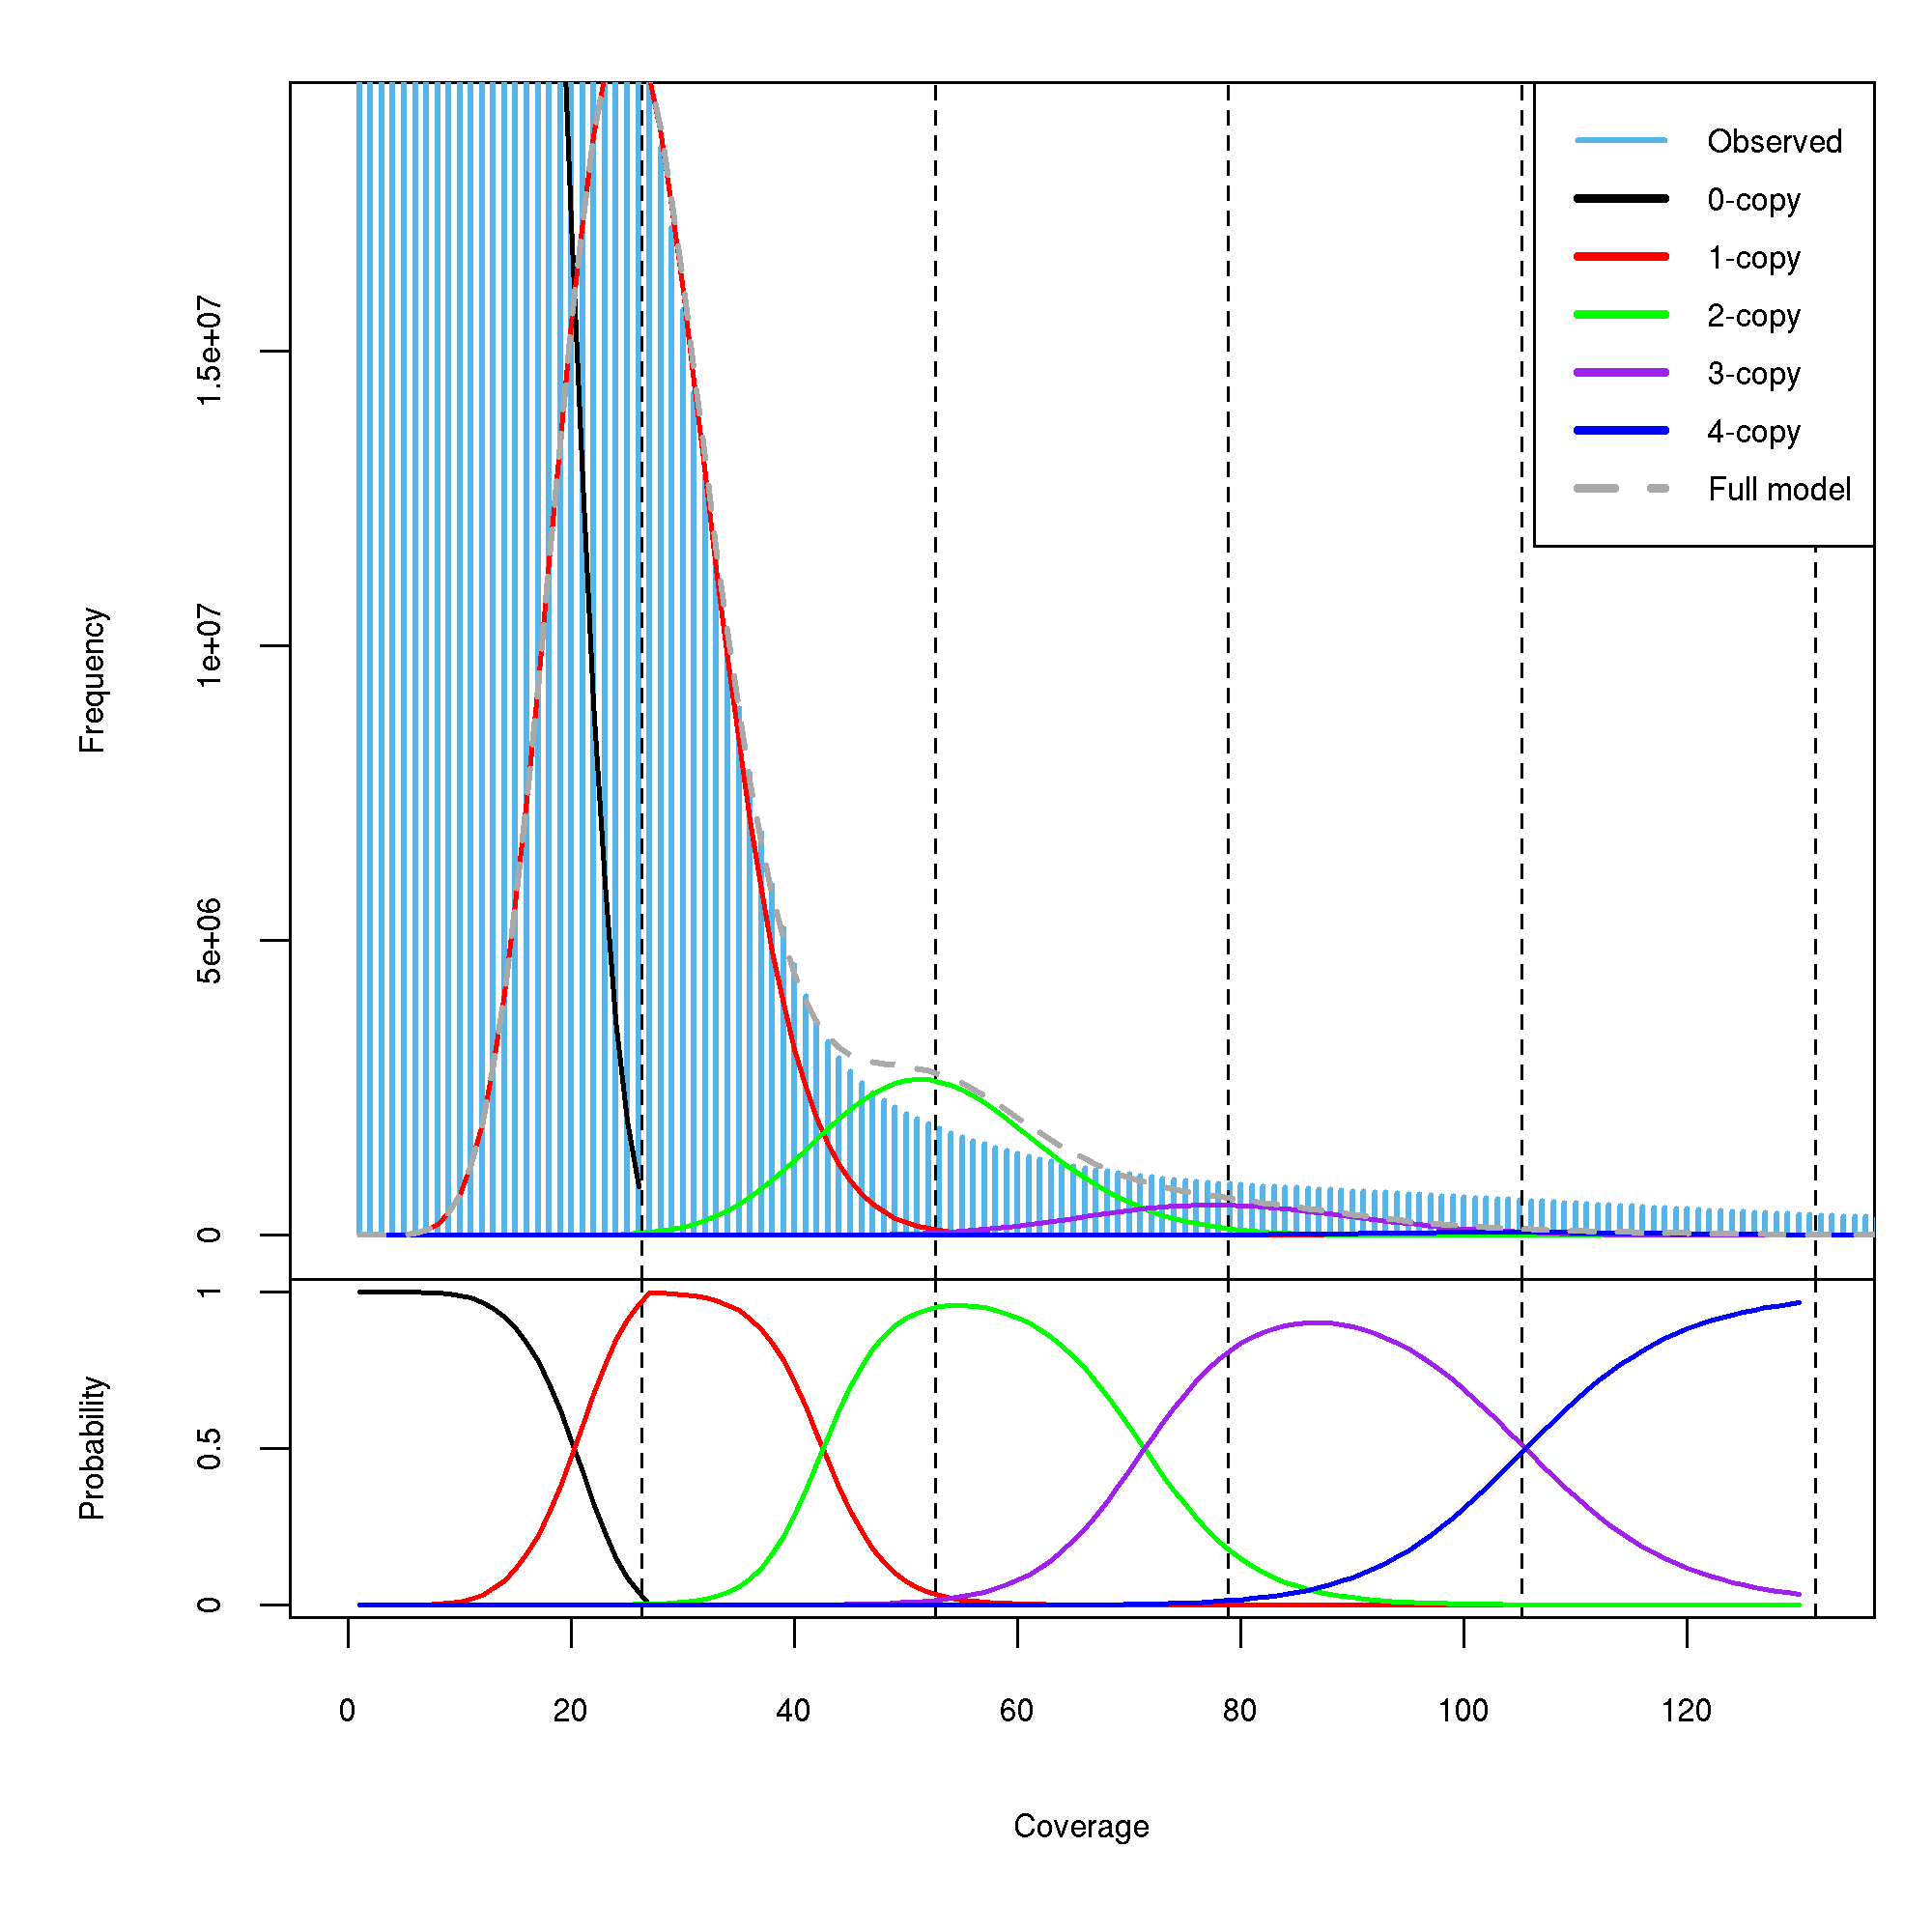 Observed
0-copy
1-copy
2-copy
3-copy
4-copy
Full model
Frequency
1.5e+07
1e+07
5e+06
0
Probability
1
0.5
0
0 20 40 60 80 100 120
Coverage